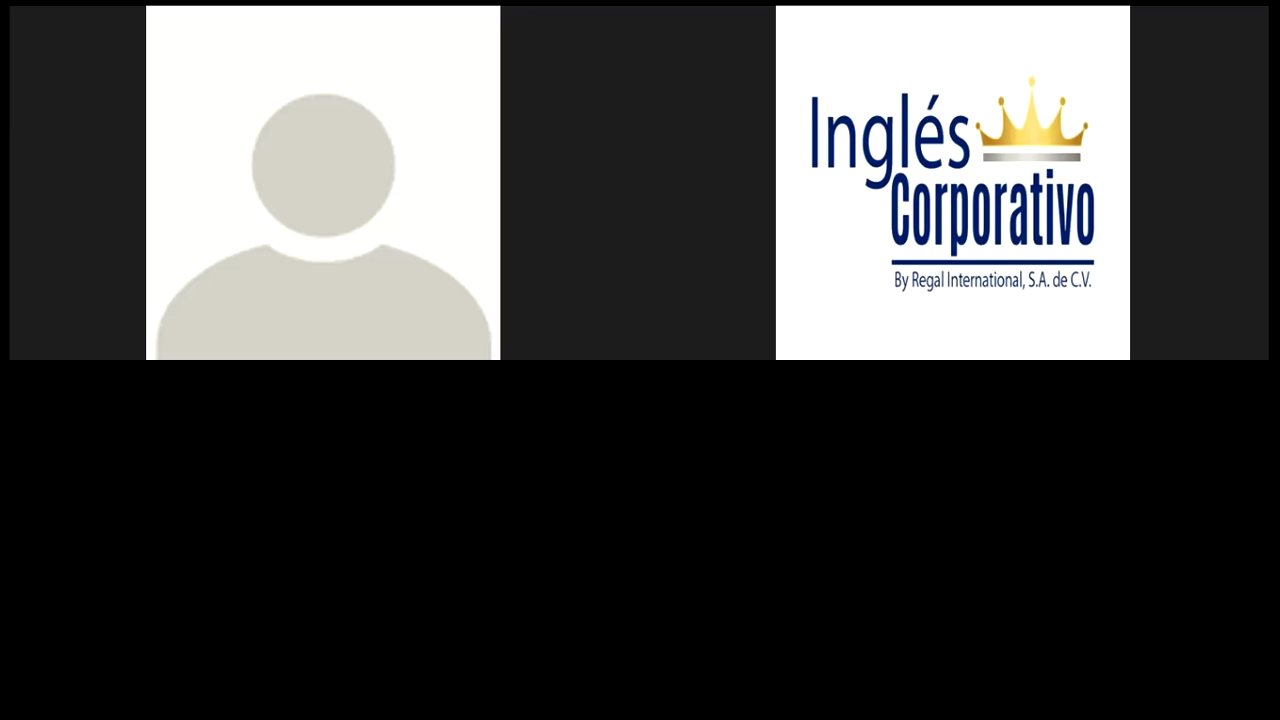 Inglés
Corporativo
By Regal International, S.A. de C.V.